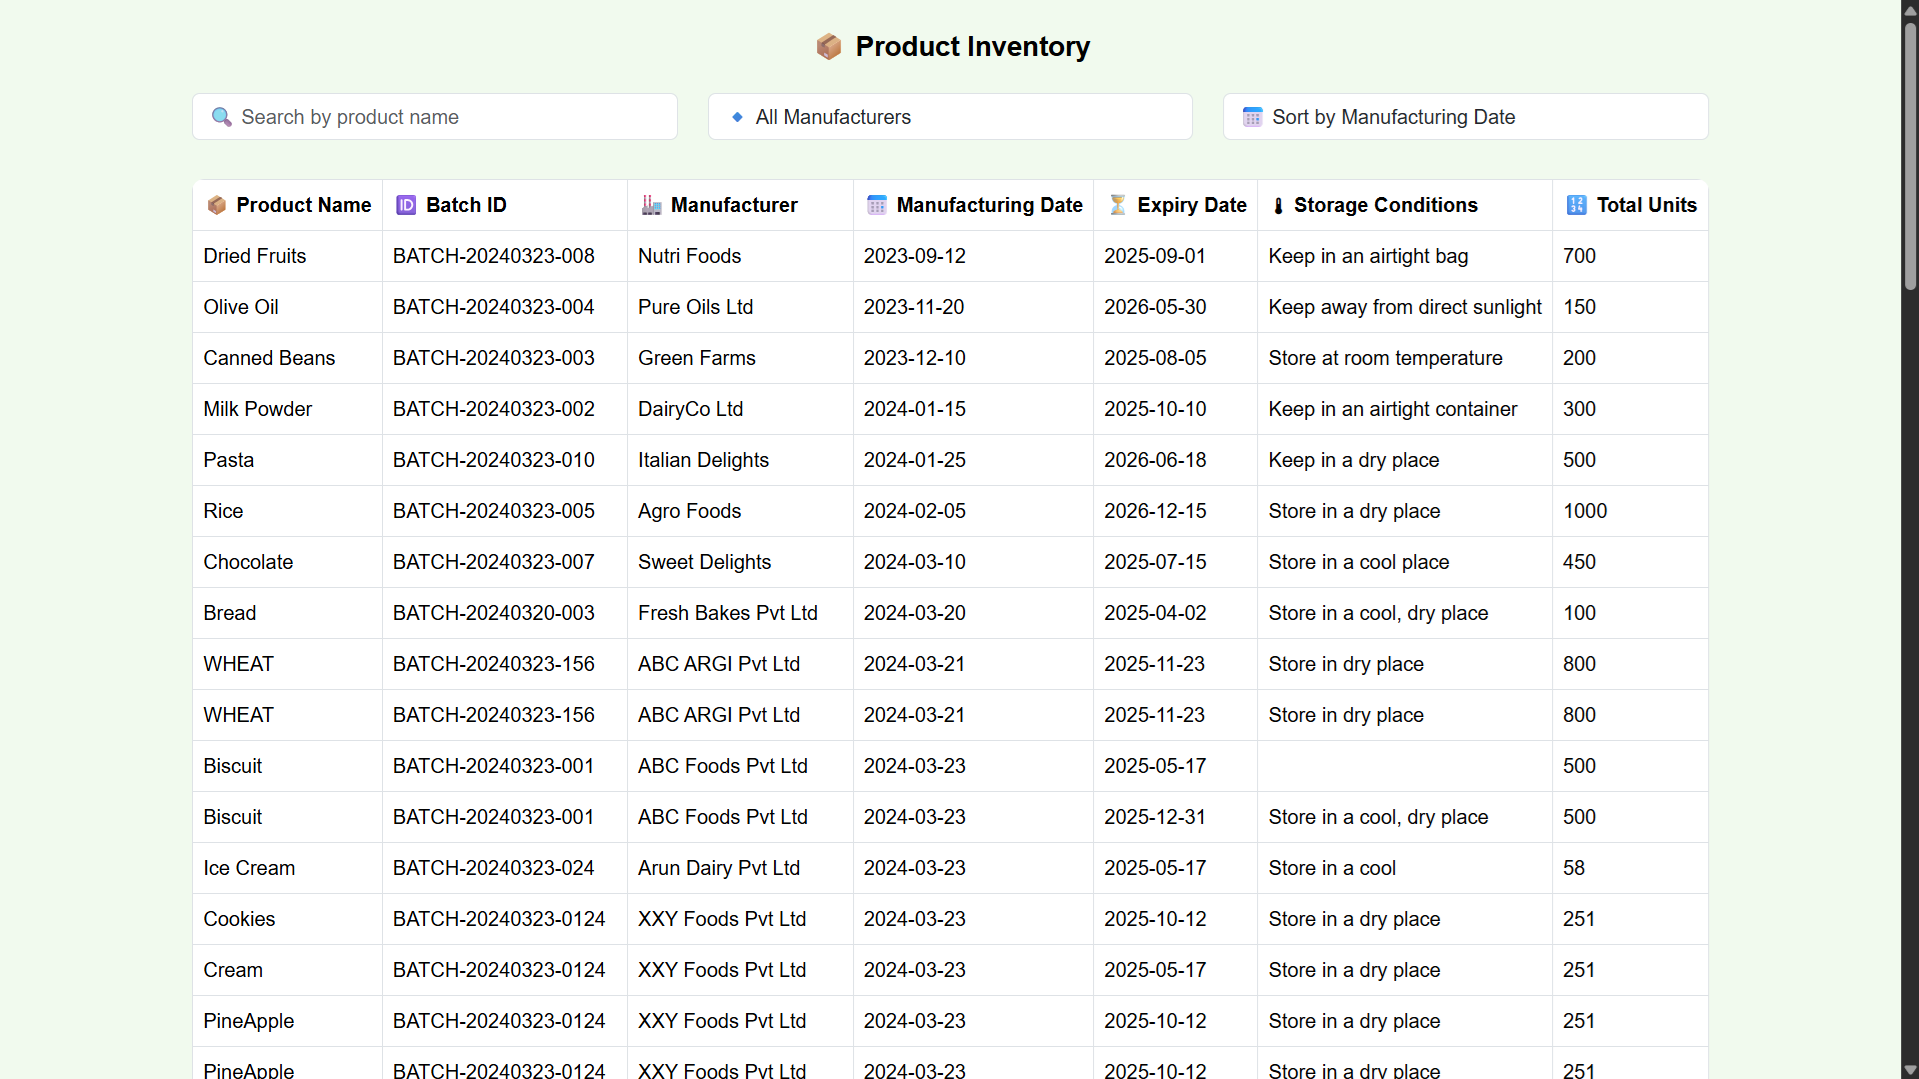 Product Inventory
Search by product name
All Manufacturers
Sort by Manufacturing Date
Product Name Batch ID Manufacturer Manufacturing Date Expiry Date Storage Conditions Total Units
Dried Fruits BATCH-20240323-008 Nutri Foods 2023-09-12 2025-09-01 Keep in an airtight bag 700
Olive Oil BATCH-20240323-004 Pure Oils Ltd 2023-11-20 2026-05-30 Keep away from direct sunlight 150
Canned Beans BATCH-20240323-003 Green Farms 2023-12-10 2025-08-05 Store at room temperature 200
Milk Powder BATCH-20240323-002 DairyCo Ltd 2024-01-15 2025-10-10 Keep in an airtight container 300
Pasta BATCH-20240323-010 Italian Delights 2024-01-25 2026-06-18 Keep in a dry place 500
Rice BATCH-20240323-005 Agro Foods 2024-02-05 2026-12-15 Store in a dry place 1000
Chocolate BATCH-20240323-007 Sweet Delights 2024-03-10 2025-07-15 Store in a cool place 450
Bread BATCH-20240320-003 Fresh Bakes Pvt Ltd 2024-03-20 2025-04-02 Store in a cool, dry place 100
WHEAT BATCH-20240323-156 ABC ARGI Pvt Ltd 2024-03-21 2025-11-23 Store in dry place 800
WHEAT BATCH-20240323-156 ABC ARGI Pvt Ltd 2024-03-21 2025-11-23 Store in dry place 800
Biscuit BATCH-20240323-001 ABC Foods Pvt Ltd 2024-03-23 2025-05-17 500
Biscuit BATCH-20240323-001 ABC Foods Pvt Ltd 2024-03-23 2025-12-31 Store in a cool, dry place 500
Ice Cream BATCH-20240323-024 Arun Dairy Pvt Ltd 2024-03-23 2025-05-17 Store in a cool 58
Cookies BATCH-20240323-0124 XXY Foods Pvt Ltd 2024-03-23 2025-10-12 Store in a dry place 251
Cream BATCH-20240323-0124 XXY Foods Pvt Ltd 2024-03-23 2025-05-17 Store in a dry place 251
PineApple BATCH-20240323-0124 XXY Foods Pvt Ltd 2024-03-23 2025-10-12 Store in a dry place 251
PineApple BATCH-20240323-0124 XXY Foods Pvt Ltd 2024-03-23 2025-10-12 Store in a dry place 251